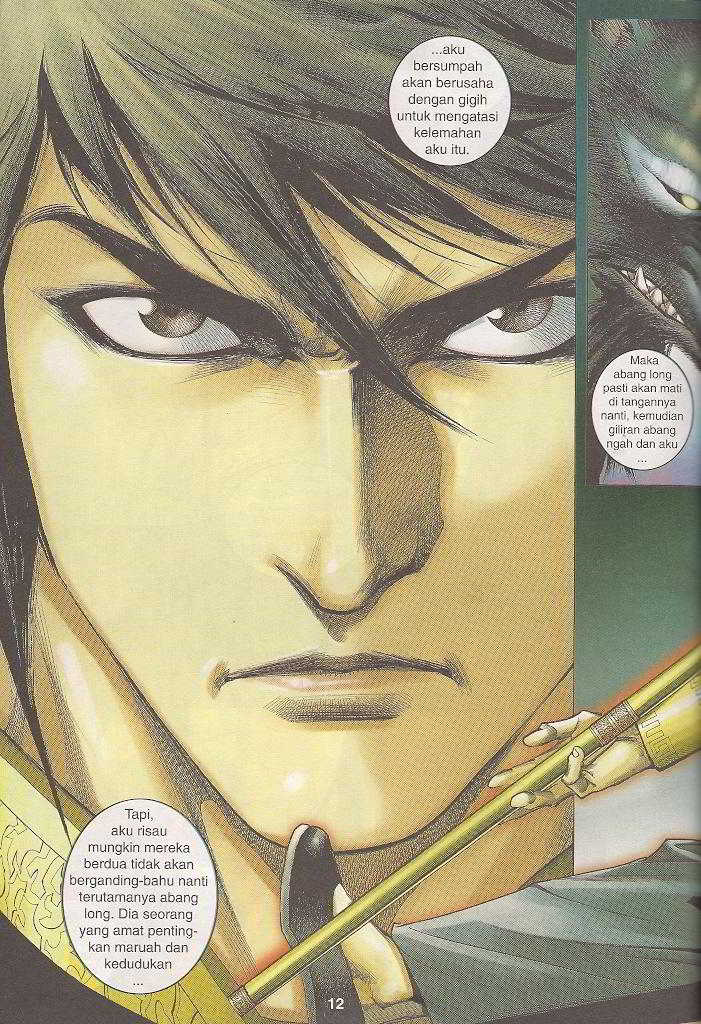 ...aku
bersumpah
akan berusaha
dengan gigih
untuk mengatasi
kelemahan
aku itu.
Maka
abang long
pasti akan mati
di tangannya
nanti, kemudian
giliran abang
ngah dan aku
...
Tapi,
aku risau
mungkin mereka
berdua tidak akan
berganding-bahu nanti
terutamanya abang
long. Dia seorang
yang amat penting-
kan maruah dan
kedudukan
...
12